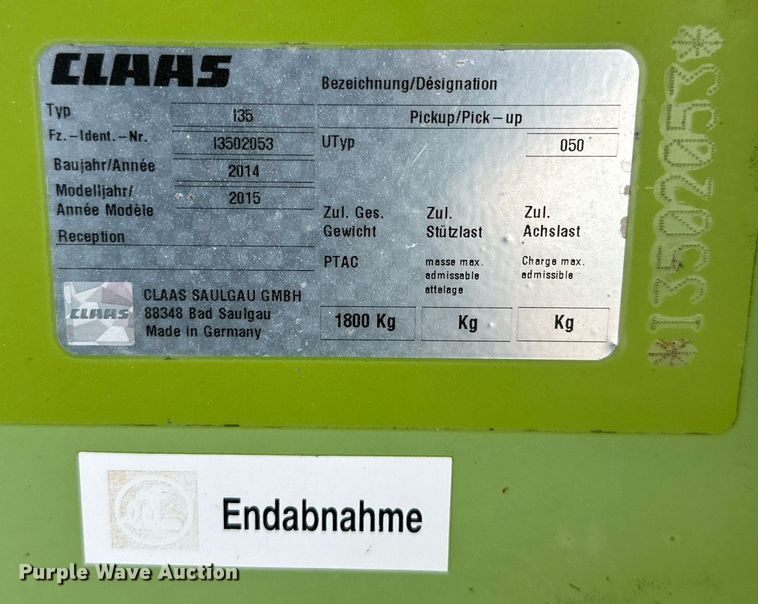 CLAAS
Bezeichnung/Désignation
Typ I35 Pickup/Pick-up
Fz.-Ident.-Nr. I3502053 UTyp 050
Baujahr/Année 2014
Modelljahr/
Année Modèle 2015
Reception
Zul. Ges.
Gewicht
PTAC
1800 Kg
Zul.
Stützlast
masse max.
admissable
attelage
Kg
Zul.
Achslast
Charge max.
admissible
Kg
CLAAS
CLAAS SAULGAU GMBH
88348 Bad Saulgau
Made in Germany
*I3502053*
Endabnahme
Purple Wave Auction